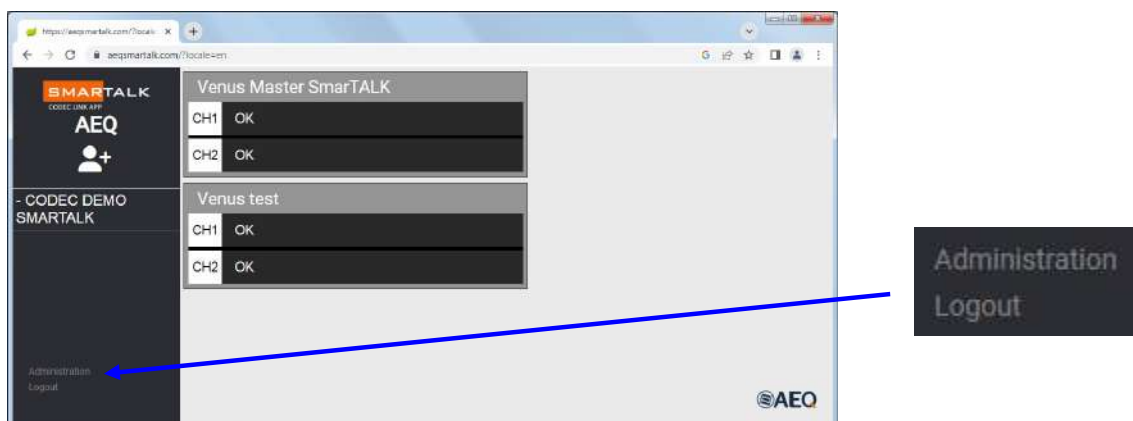 https://aeqsmartalk.com/?locale
aeqsmartalk.com/?locale=en
SMARTALK
CODEC LINK APP
AEQ
- CODEC DEMO
SMARTALK
Venus Master SmarTALK
CH1 OK
CH2 OK
Venus test
CH1 OK
CH2 OK
Administration
Logout
AEQ
Administration
Logout